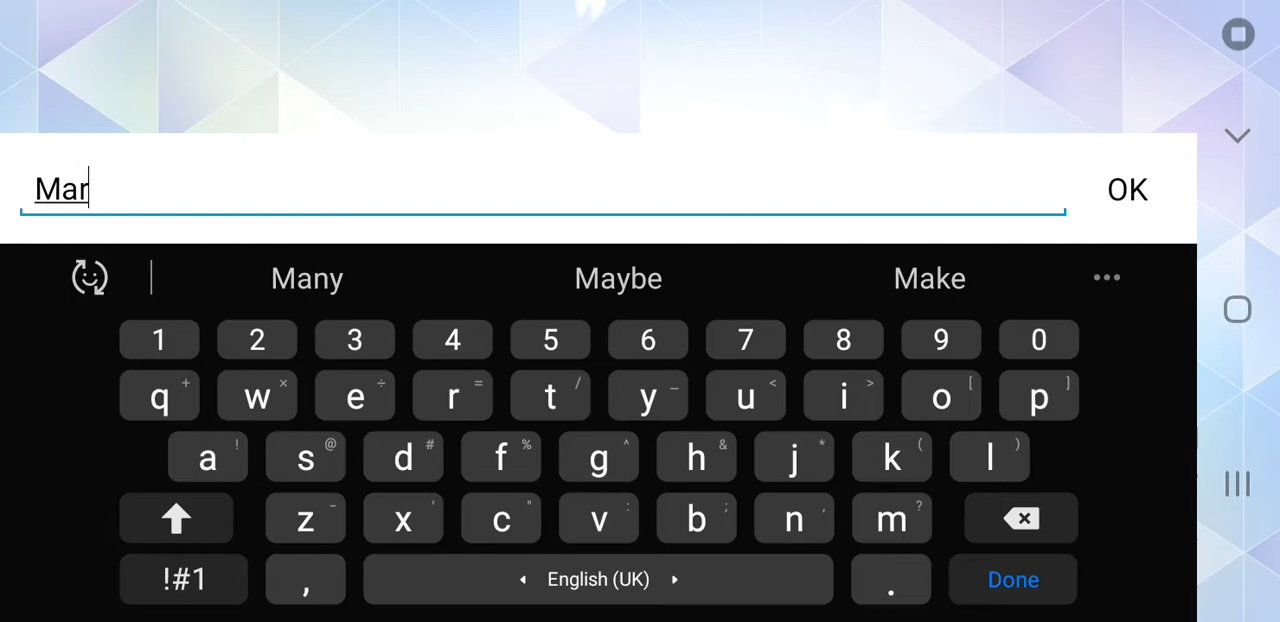 Mar
OK
Many Maybe Make •••
1 2 3 4 5 6 7 8 9 0
q + w × e ÷ r = t / y _ u < i > o [ p ]
a ! s @ d # f % g ^ h & j * k ( l )
z - x ' c " v : b ; n , m ?
!#1 , English (UK) . Done